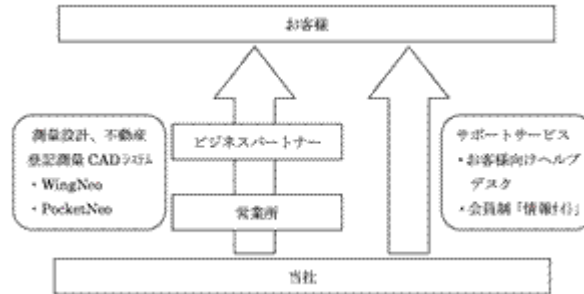 お客様
測量設計、不動産
登記測量 CADシステム
・WingNeo
・PocketNeo
ビジネスパートナー
営業所
サポートサービス
・お客様向けヘルプ
デスク
・会員制「情報サイト」
当社